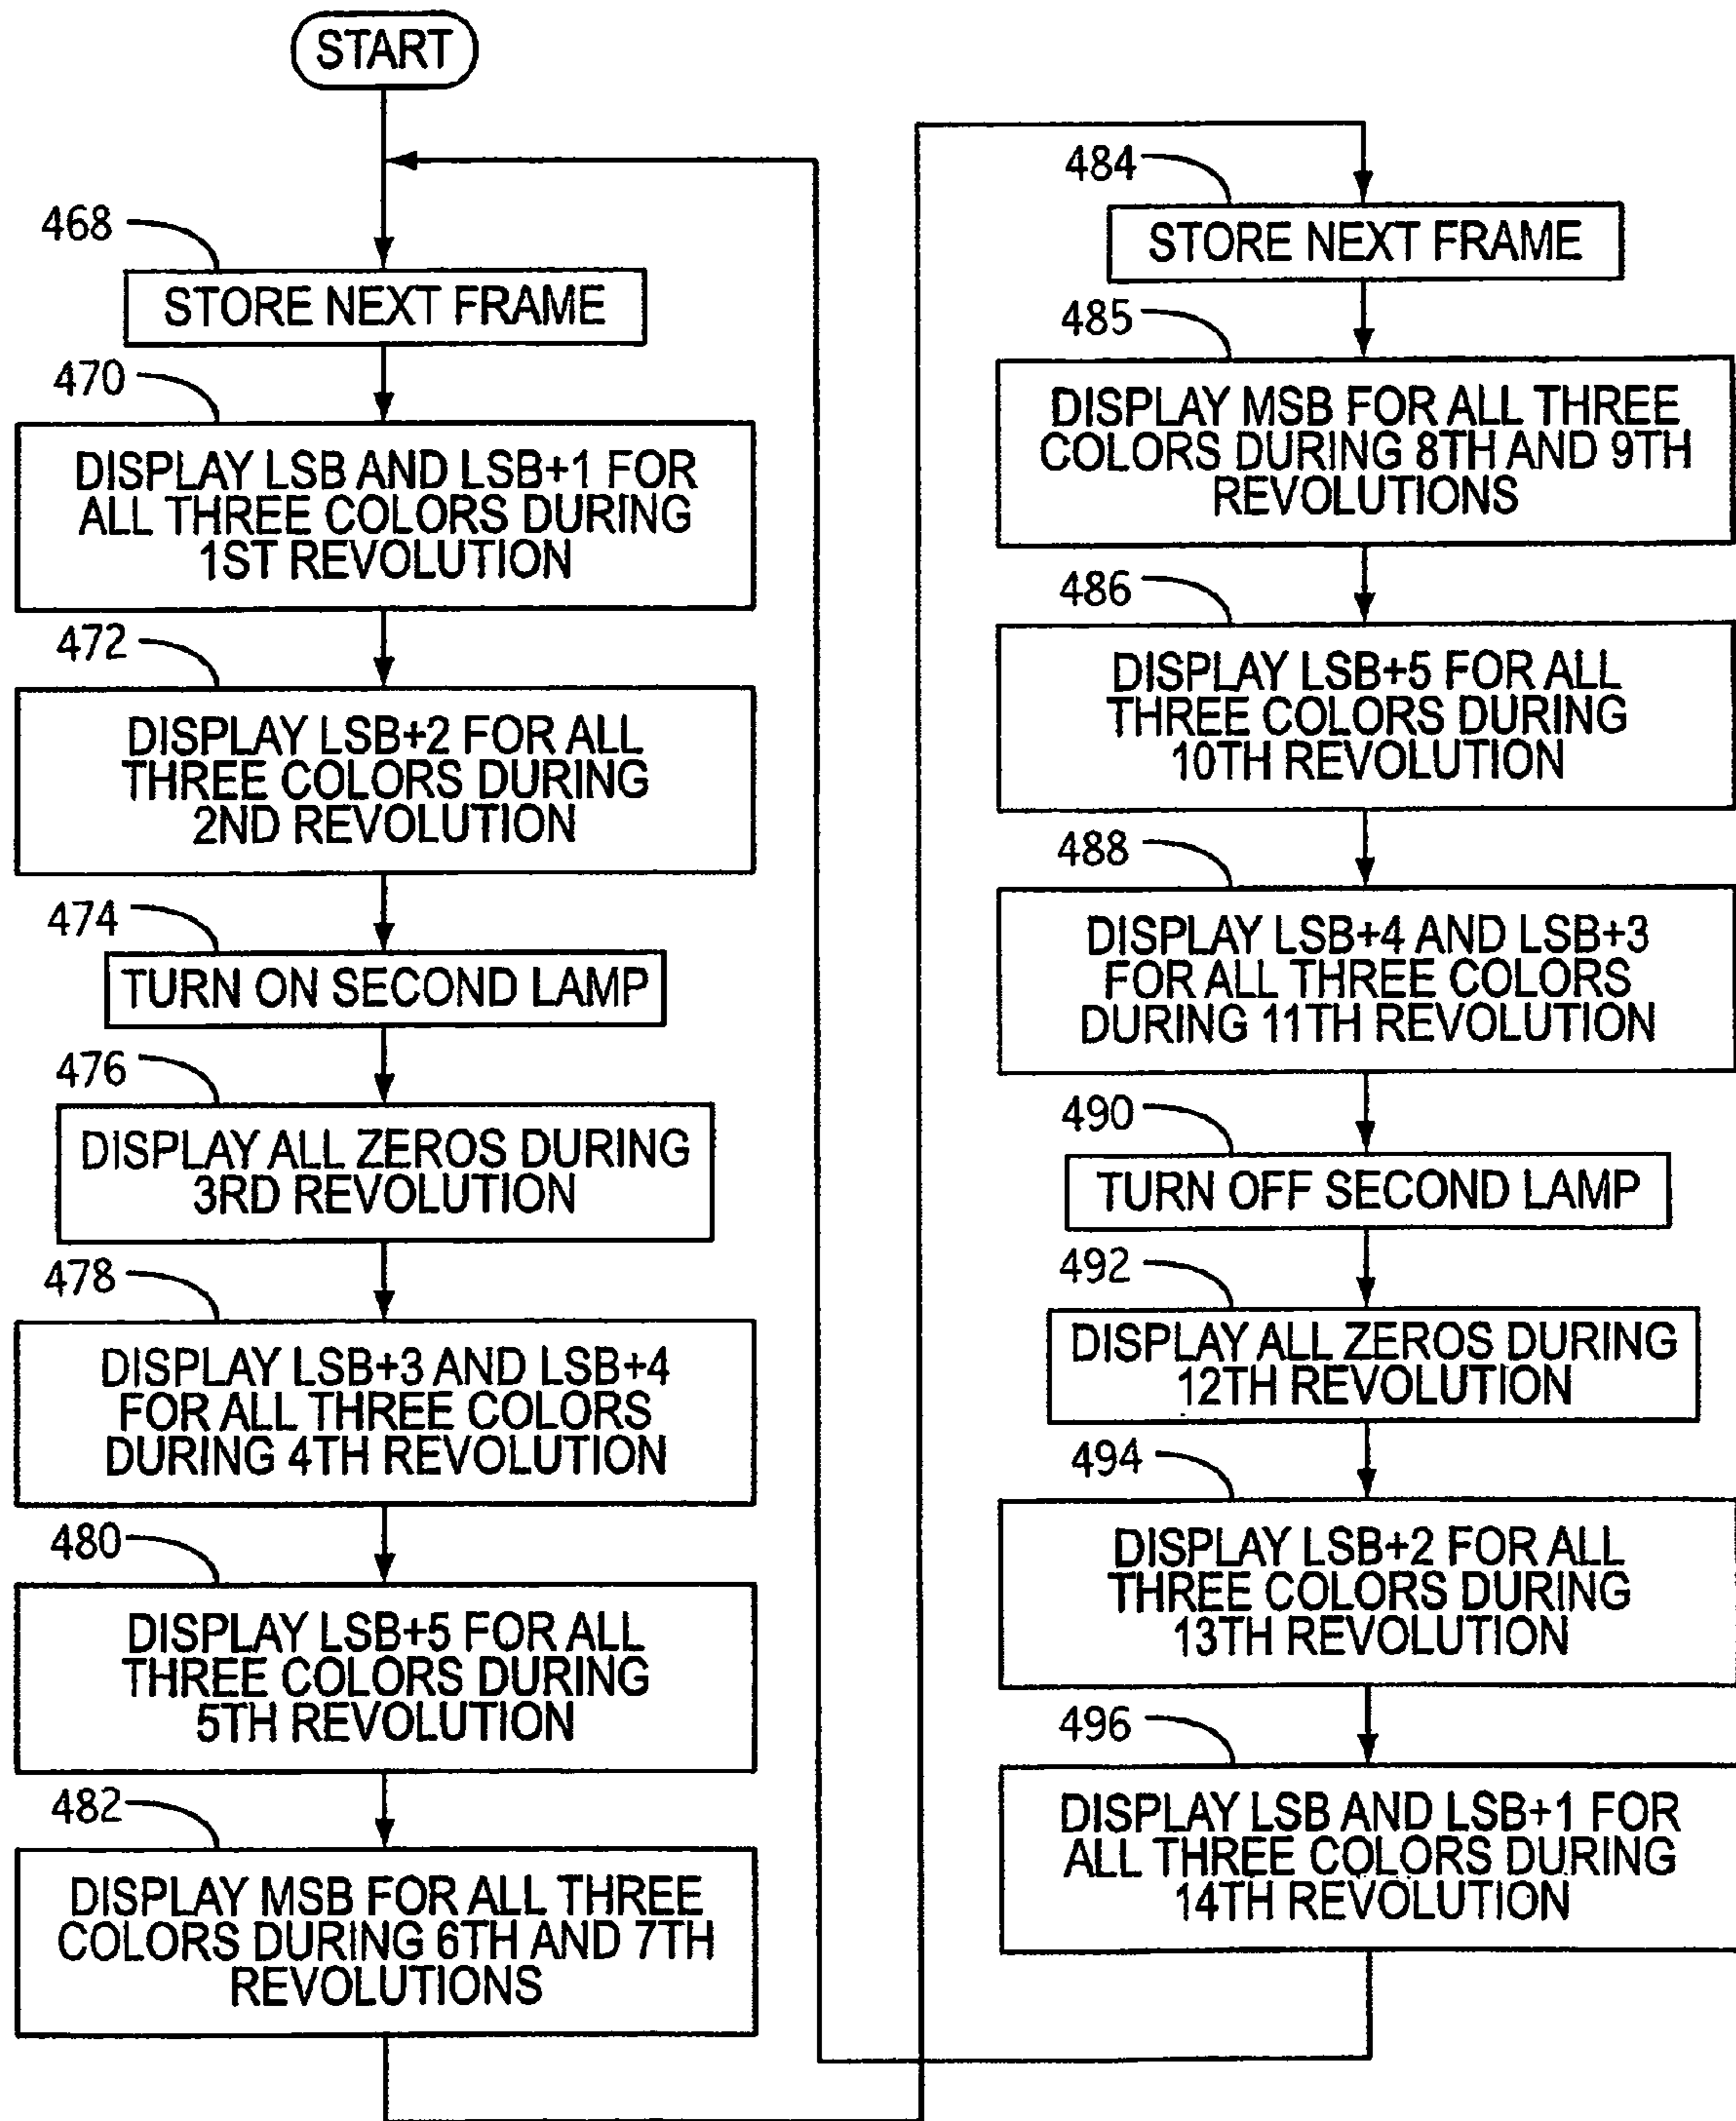 START
468
STORE NEXT FRAME
470
DISPLAY LSB AND LSB+1 FOR
ALL THREE COLORS DURING
1ST REVOLUTION
472
DISPLAY LSB+2 FOR ALL
THREE COLORS DURING
2ND REVOLUTION
474
TURN ON SECOND LAMP
476
DISPLAY ALL ZEROS DURING
3RD REVOLUTION
478
DISPLAY LSB+3 AND LSB+4
FOR ALL THREE COLORS
DURING 4TH REVOLUTION
480
DISPLAY LSB+5 FOR ALL
THREE COLORS DURING
5TH REVOLUTION
482
DISPLAY MSB FOR ALL THREE
COLORS DURING 6TH AND 7TH
REVOLUTIONS
484
STORE NEXT FRAME
485
DISPLAY MSB FOR ALL THREE
COLORS DURING 8TH AND 9TH
REVOLUTIONS
486
DISPLAY LSB+5 FOR ALL
THREE COLORS DURING
10TH REVOLUTION
488
DISPLAY LSB+4 AND LSB+3
FOR ALL THREE COLORS
DURING 11TH REVOLUTION
490
TURN OFF SECOND LAMP
492
DISPLAY ALL ZEROS DURING
12TH REVOLUTION
494
DISPLAY LSB+2 FOR ALL
THREE COLORS DURING
13TH REVOLUTION
496
DISPLAY LSB AND LSB+1 FOR
ALL THREE COLORS DURING
14TH REVOLUTION